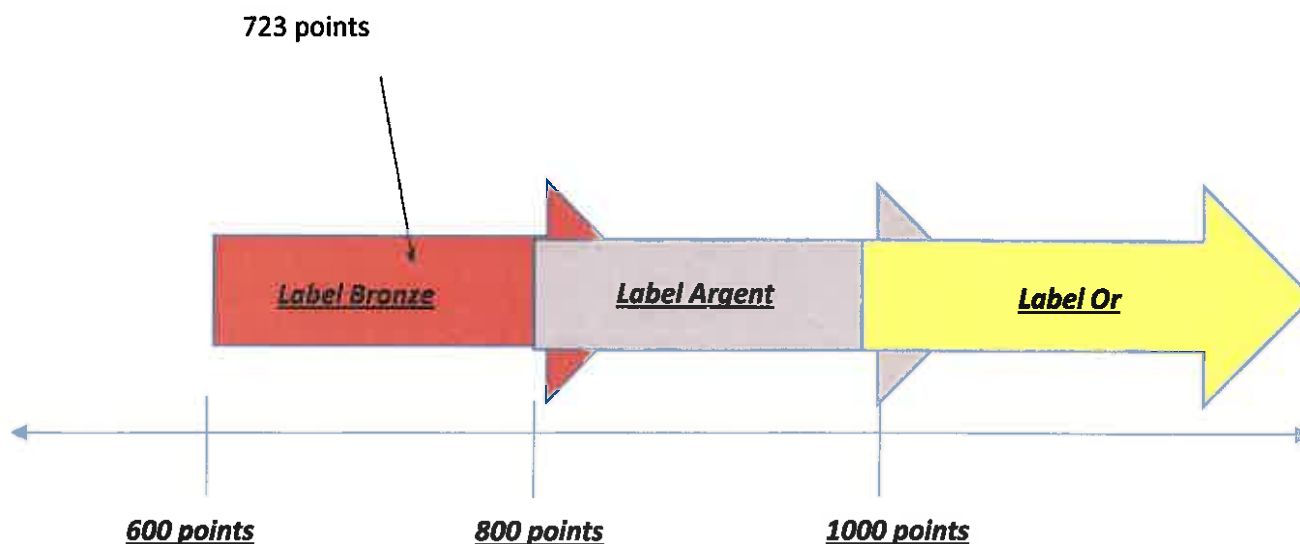 723 points
Label Bronze
Label Argent
Label Or
600 points
800 points
1000 points